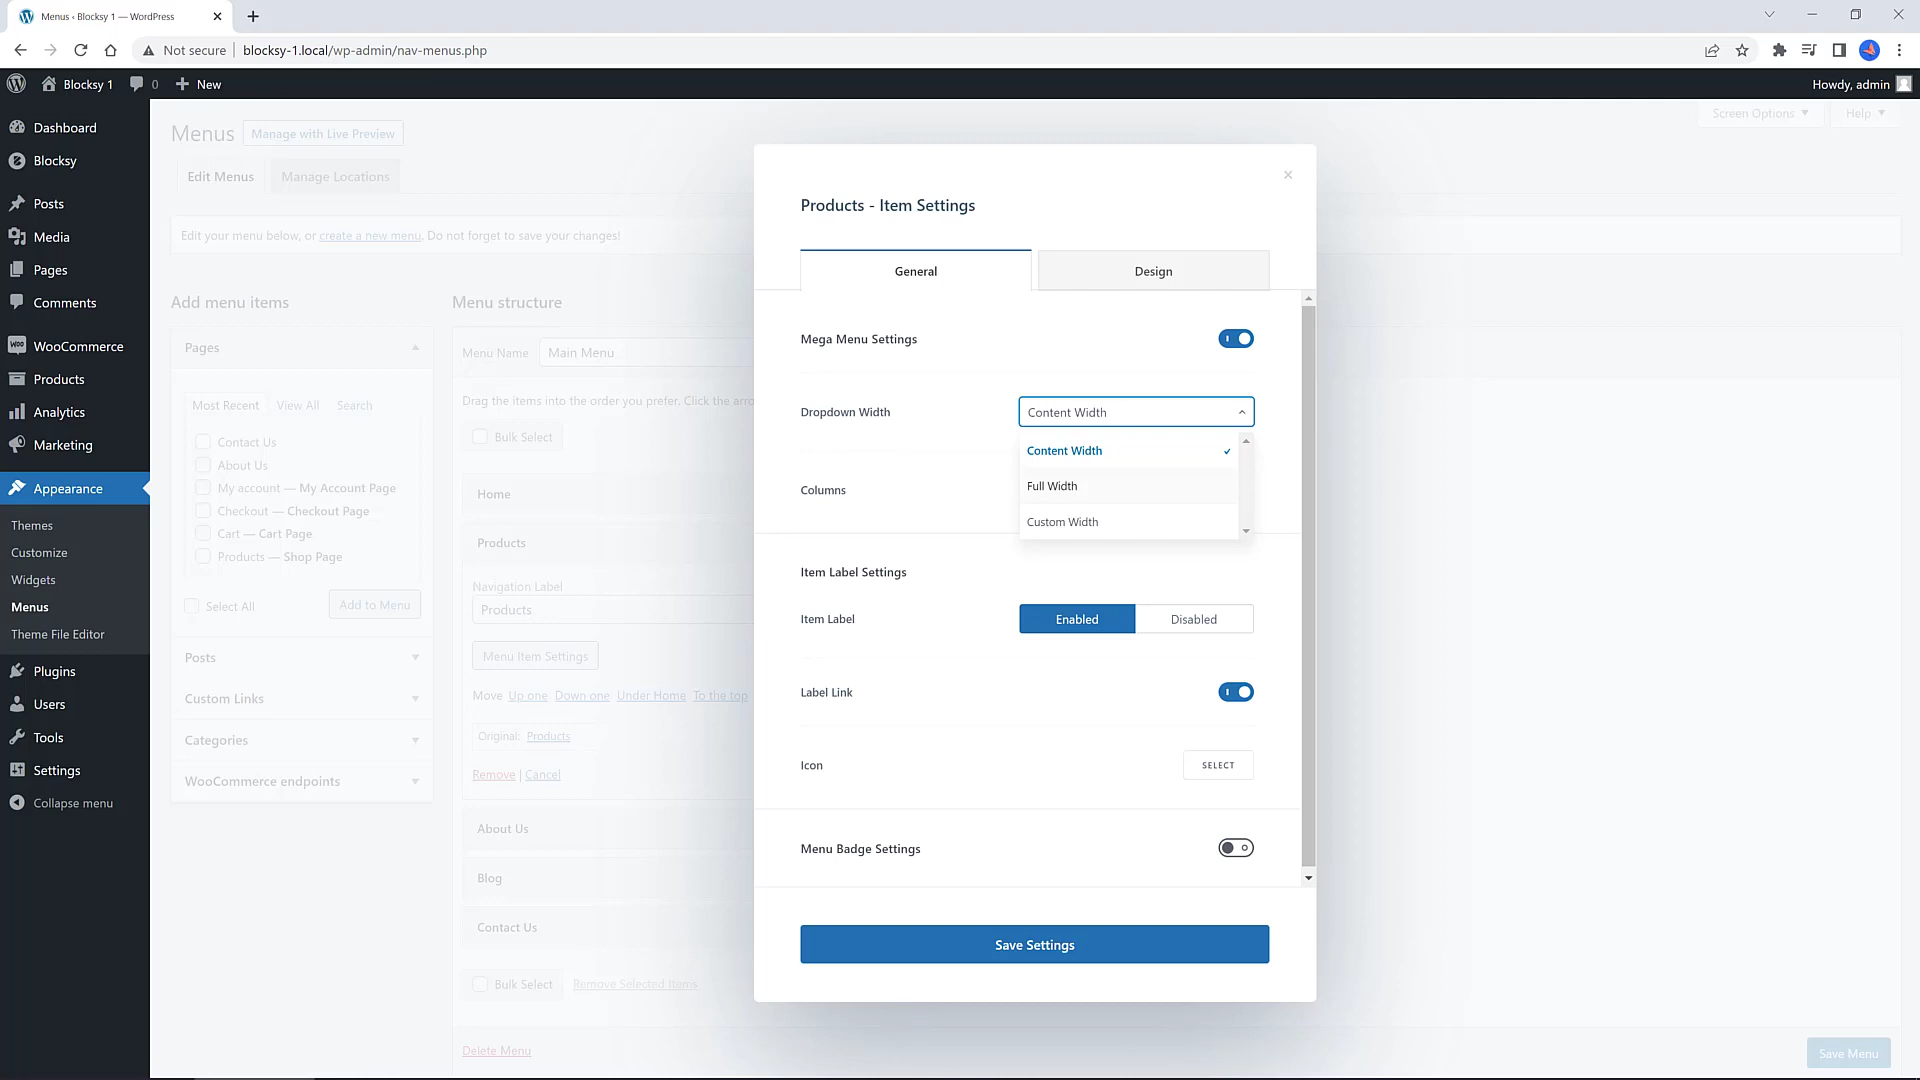 Menus ‹ Blocksy 1 — WordPress
Not secure
blocksy-1.local/wp-admin/nav-menus.php
Blocksy 1
0
New
Howdy, admin
Dashboard
Blocksy
Posts
Media
Pages
Comments
WooCommerce
Products
Analytics
Marketing
Appearance
Themes
Customize
Widgets
Menus
Theme File Editor
Plugins
Users
Tools
Settings
Collapse menu
Menus
Manage with Live Preview
Screen Options
Help
Edit Menus
Manage Locations
Edit your menu below, or create a new menu. Do not forget to save your changes!
Add menu items
Pages
Most Recent
View All
Search
Contact Us
About Us
My account — My Account Page
Checkout — Checkout Page
Cart — Cart Page
Products — Shop Page
Select All
Add to Menu
Posts
Custom Links
Categories
WooCommerce endpoints
Menu structure
Menu Name
Main Menu
Drag the items into the order you prefer. Click the arro
Bulk Select
Home
Products
Navigation Label
Products
Menu Item Settings
Move Up one Down one Under Home To the top
Original: Products
Remove | Cancel
About Us
Blog
Contact Us
Bulk Select
Remove Selected Items
Delete Menu
Save Menu
Products - Item Settings
General
Design
Mega Menu Settings
Dropdown Width
Content Width
Content Width
Full Width
Custom Width
Columns
Item Label Settings
Item Label
Enabled
Disabled
Label Link
Icon
SELECT
Menu Badge Settings
Save Settings